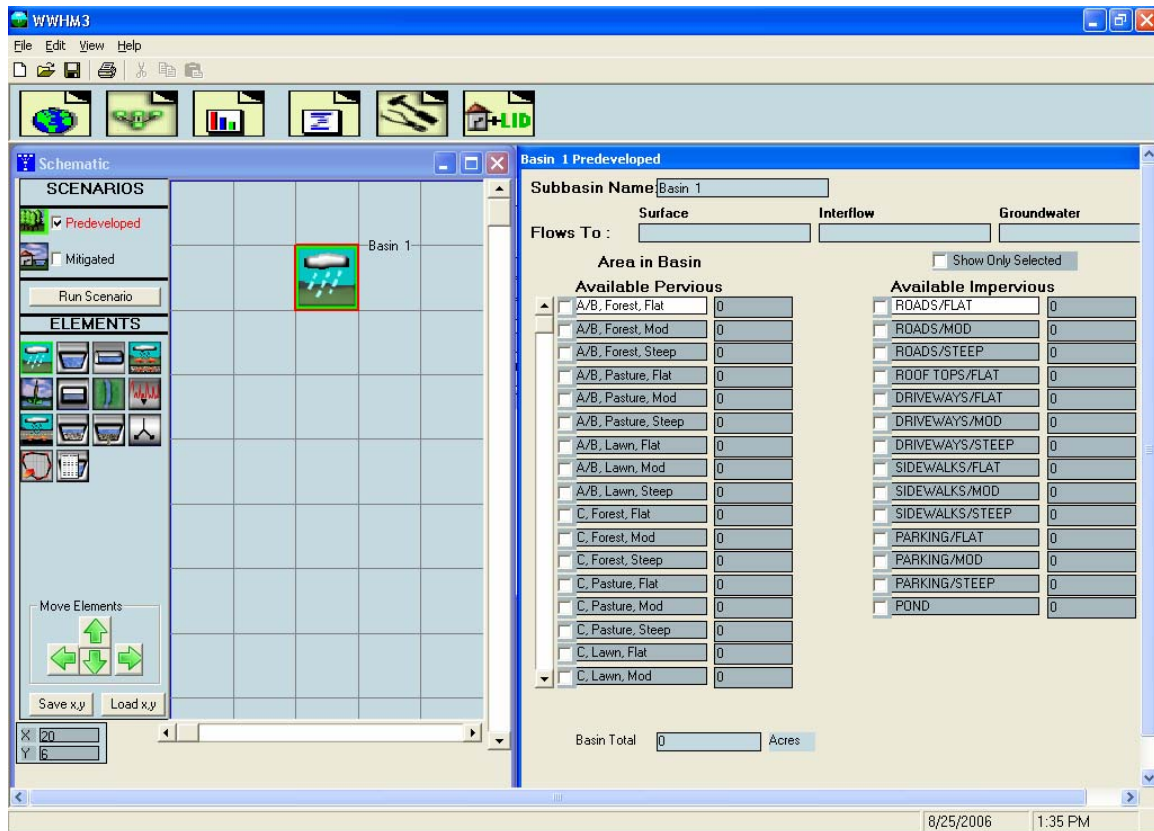 WWHM3
File Edit View Help
+LID
Schematic
SCENARIOS
Predeveloped
Mitigated
Run Scenario
ELEMENTS
Move Elements
Save x,y Load x,y
X 20
Y 6
Basin 1
Basin 1 Predeveloped
Subbasin Name: Basin 1
Surface Interflow Groundwater
Flows To :
Area in Basin Show Only Selected
Available Pervious Available Impervious
A/B, Forest, Flat 0 ROADS/FLAT 0
A/B, Forest, Mod 0 ROADS/MOD 0
A/B, Forest, Steep 0 ROADS/STEEP 0
A/B, Pasture, Flat 0 ROOF TOPS/FLAT 0
A/B, Pasture, Mod 0 DRIVEWAYS/FLAT 0
A/B, Pasture, Steep 0 DRIVEWAYS/MOD 0
A/B, Lawn, Flat 0 DRIVEWAYS/STEEP 0
A/B, Lawn, Mod 0 SIDEWALKS/FLAT 0
A/B, Lawn, Steep 0 SIDEWALKS/MOD 0
C, Forest, Flat 0 SIDEWALKS/STEEP 0
C, Forest, Mod 0 PARKING/FLAT 0
C, Forest, Steep 0 PARKING/MOD 0
C, Pasture, Flat 0 PARKING/STEEP 0
C, Pasture, Mod 0 POND 0
C, Pasture, Steep 0
C, Lawn, Flat 0
C, Lawn, Mod 0
Basin Total 0 Acres
8/25/2006 1:35 PM